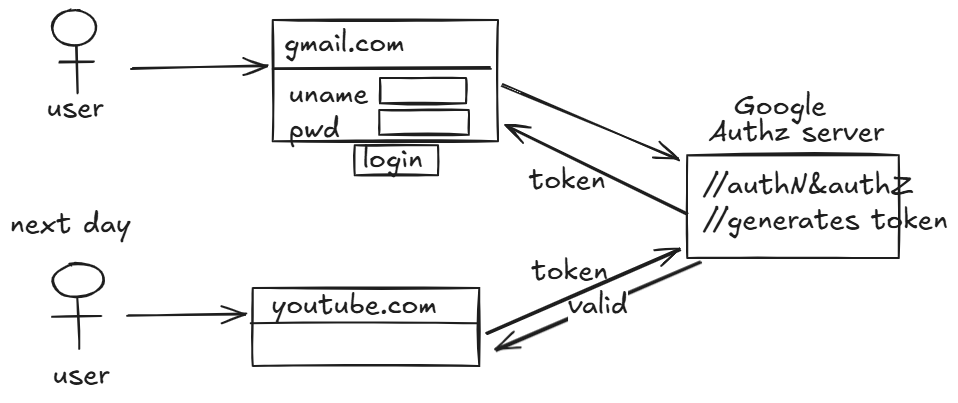 user
gmail.com
uname
pwd
login
token
Google
Authz server
//authN&authZ
//generates token
next day
user
youtube.com
token
valid